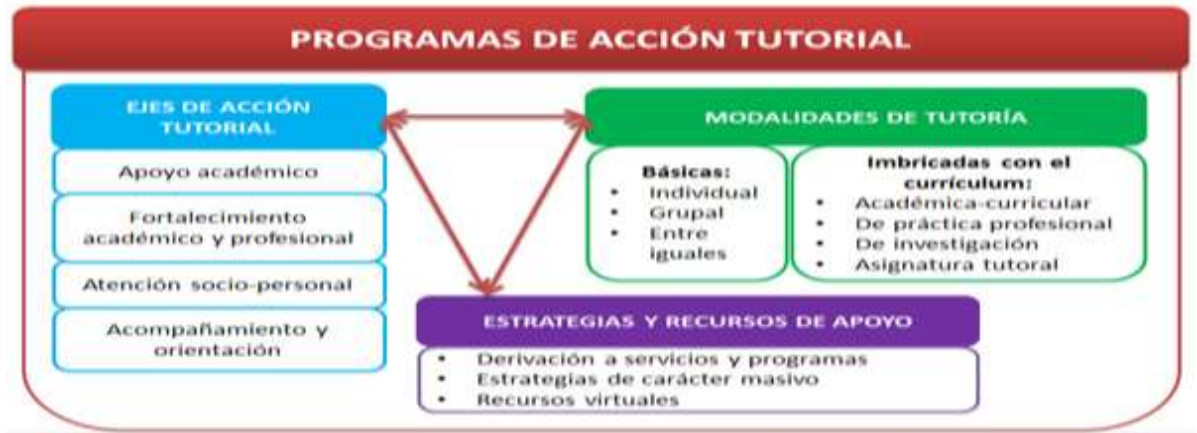 PROGRAMAS DE ACCIÓN TUTORIAL
EJES DE ACCIÓN
TUTORIAL
Apoyo académico
Fortalecimiento
académico y profesional
Atención socio-personal
Acompañamiento y
orientación
MODALIDADES DE TUTORÍA
Básicas:
• Individual
• Grupal
• Entre
iguales
Imbricadas con el
currículum:
• Académica-curricular
• De práctica profesional
• De investigación
• Asignatura tutoral
ESTRATEGIAS Y RECURSOS DE APOYO
• Derivación a servicios y programas
• Estrategias de carácter masivo
• Recursos virtuales